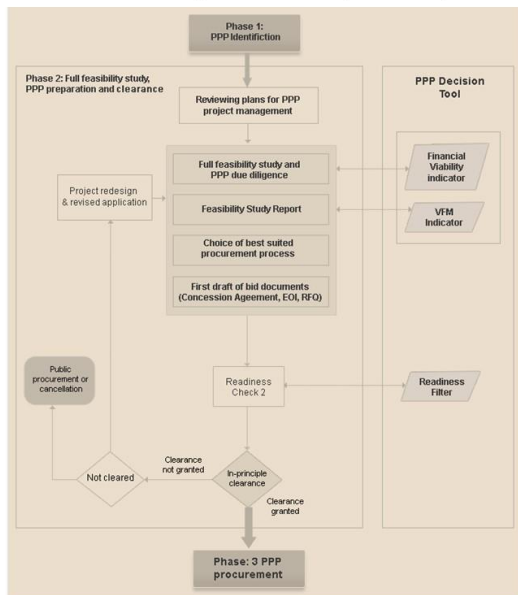 Phase 1:
PPP Identifiction
Phase 2: Full feasibility study,
PPP preparation and clearance
PPP Decision
Tool
Reviewing plans for PPP
project management
Full feasibility study and
PPP due diligence
Financial
Viability
indicator
Project redesign
& revised application
Feasibility Study Report
VFM
Indicator
Choice of best suited
procurement process
First draft of bid documents
(Concession Ageement, EOI, RFQ)
Public
procurement or
cancellation
Readiness
Check 2
Readiness
Filter
Clearance
not granted
Not cleared
In-principle
clearance
Clearance
granted
Phase: 3 PPP
procurement